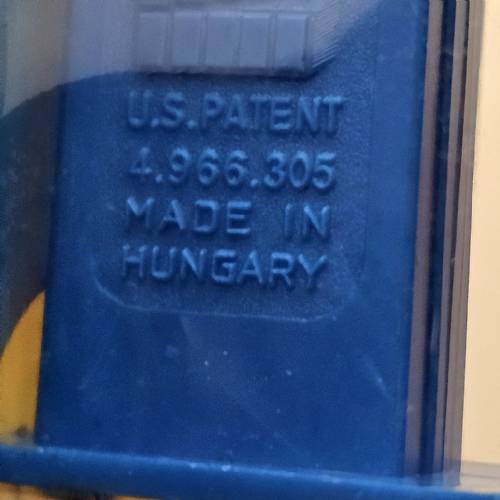 U.S.PATENT
4.966.305
MADE IN
HUNGARY